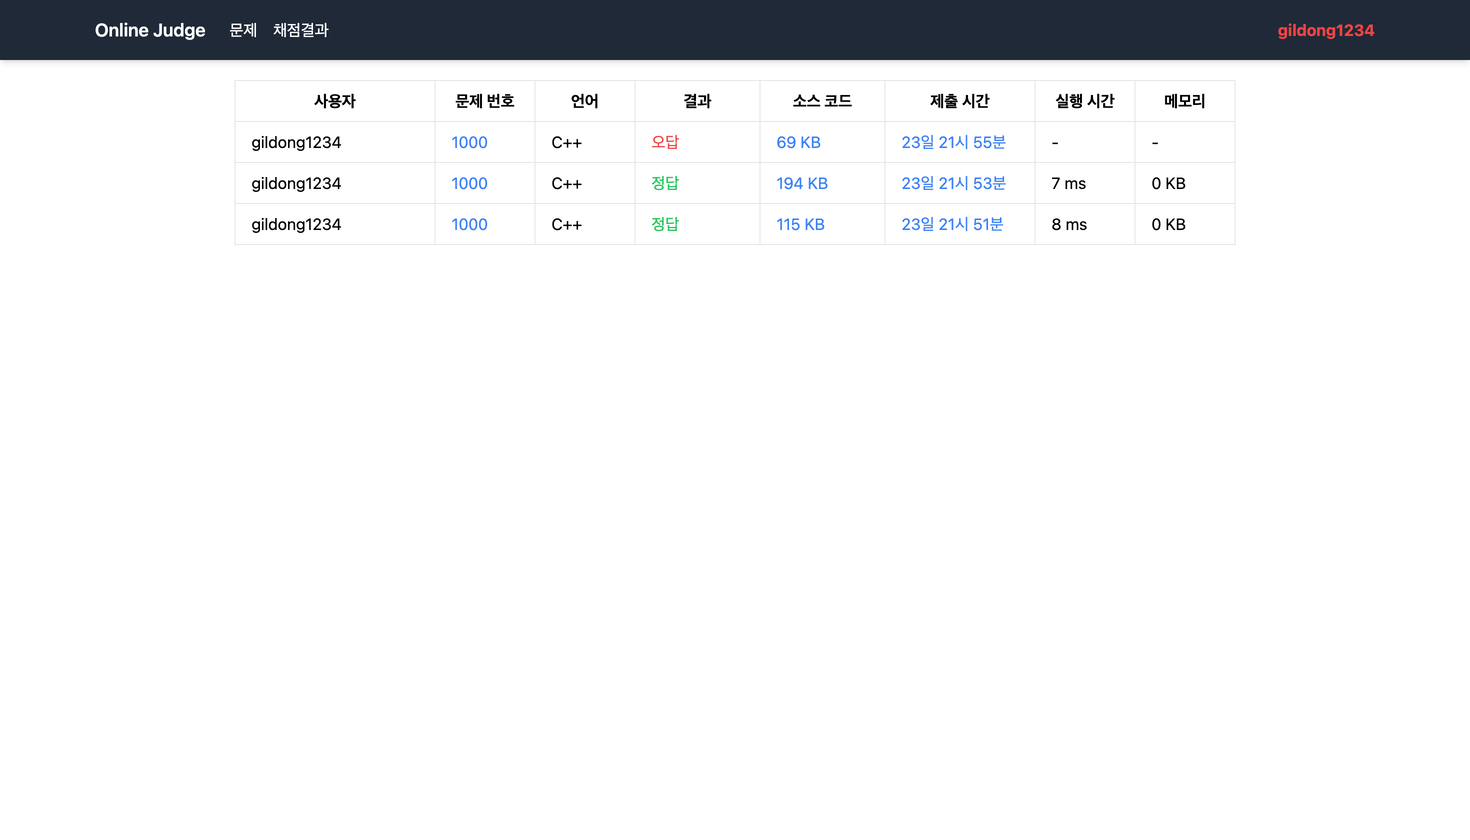 Online Judge 문제 채점결과 gildong1234
사용자 문제 번호 언어 결과 소스 코드 제출 시간 실행 시간 메모리
gildong1234 1000 C++ 오답 69 KB 23일 21시 55분 - -
gildong1234 1000 C++ 정답 194 KB 23일 21시 53분 7 ms 0 KB
gildong1234 1000 C++ 정답 115 KB 23일 21시 51분 8 ms 0 KB